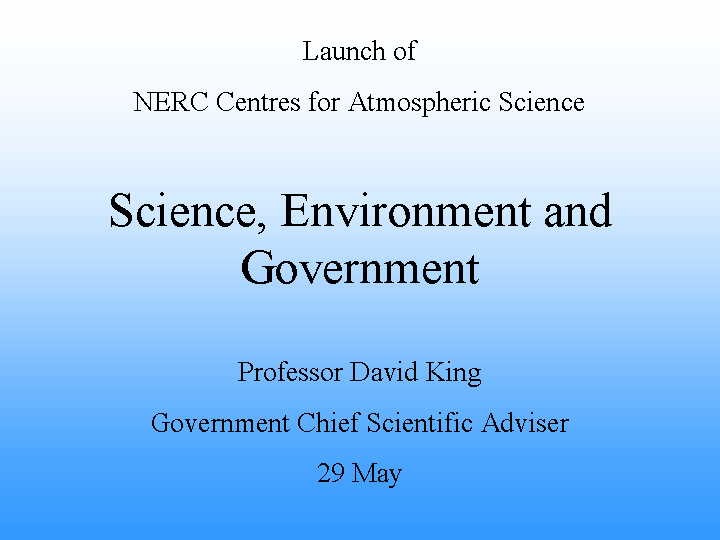 Launch of
NERC Centres for Atmospheric Science
Science, Environment and
Government
Professor David King
Government Chief Scientific Adviser
29 May